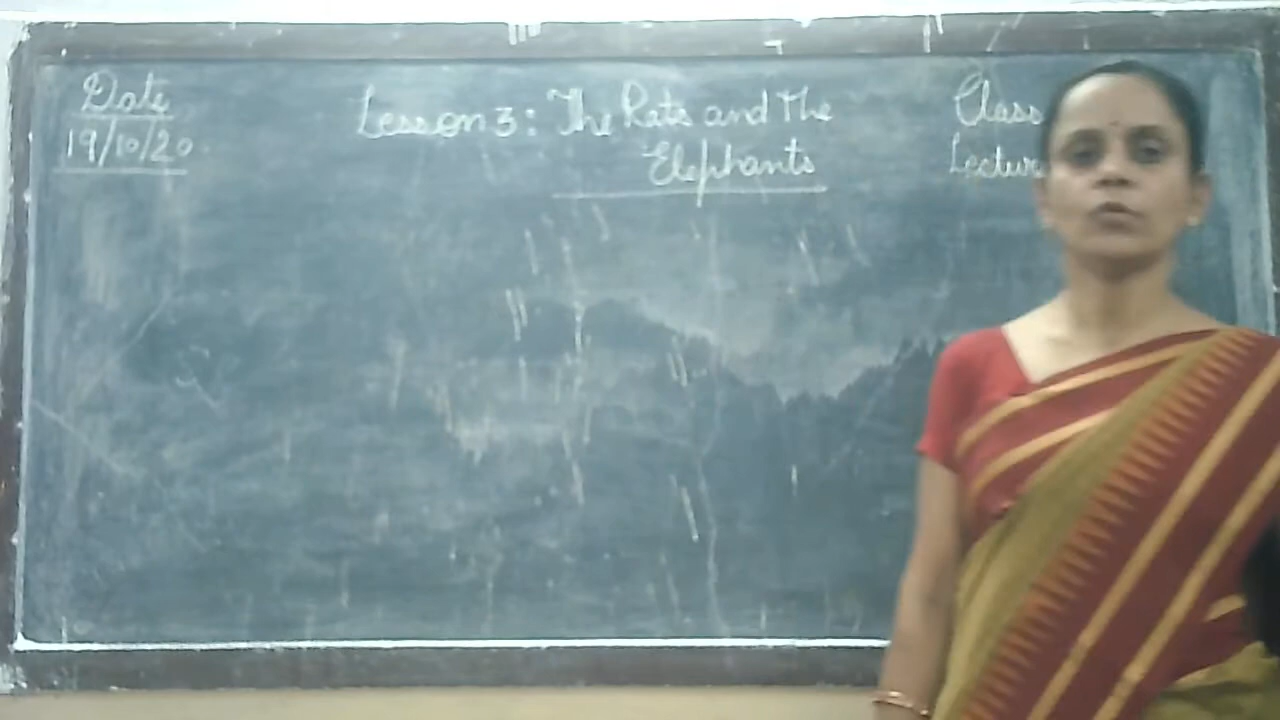 Date
19/10/20
Lesson 3: The Rats and The
Elephants
Class
Lectur